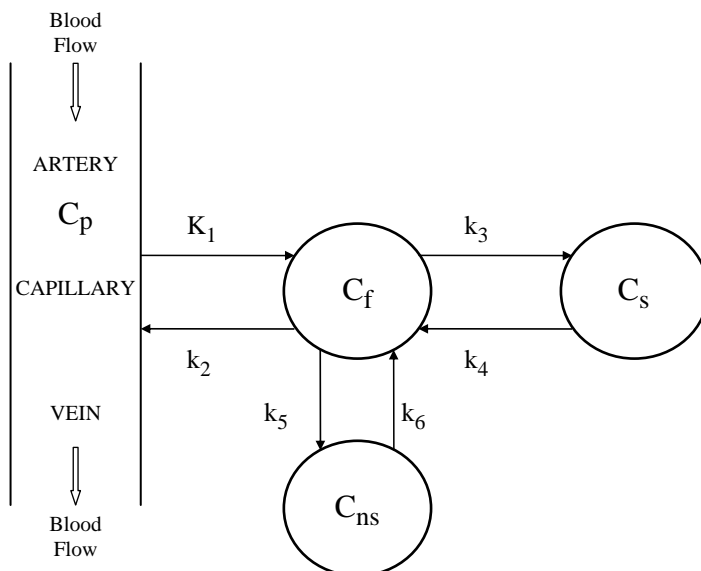 Blood
Flow
ARTERY
Cp
K1
k3
CAPILLARY
Cf
Cs
k2
k4
VEIN
k5
k6
Cns
Blood
Flow